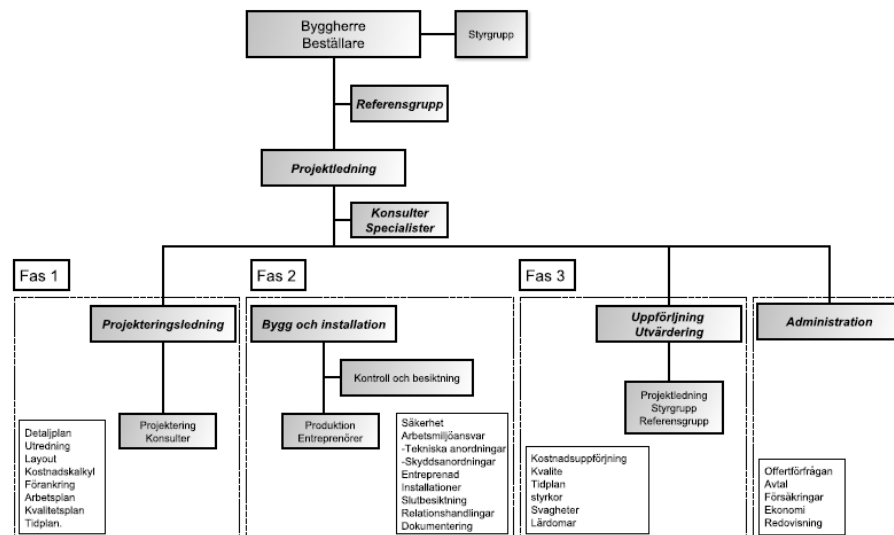 Byggherre
Beställare
Styrgrupp
Referensgrupp
Projektledning
Konsulter
Specialister
Fas 1
Projekteringsledning
Projektering
Konsulter
Detaljplan
Utredning
Layout
Kostnadskalkyl
Förankring
Arbetsplan
Kvalitetsplan
Tidplan.
Fas 2
Bygg och installation
Kontroll och besiktning
Produktion
Entreprenörer
Säkerhet
Arbetsmiljöansvar
-Tekniska anordningar
-Skyddsanordningar
Entreprenad
Installationer
Slutbesiktning
Relationshandlingar
Dokumentering
Fas 3
Uppförljning
Utvärdering
Projektledning
Styrgrupp
Referensgrupp
Kostnadsuppförjning
Kvalite
Tidplan
styrkor
Svagheter
Lärdomar
Administration
Offertförfrågan
Avtal
Försäkringar
Ekonomi
Redovisning